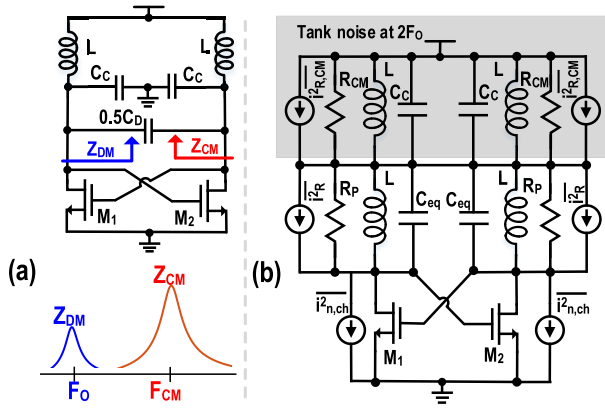 L
L
C_C
C_C
0.5C_D
Z_DM
Z_CM
M_1
M_2
(a)
Z_DM
Z_CM
F_O
F_CM
Tank noise at 2F_O
i²_R,CM
R_CM
L
C_C
C_C
L
R_CM
i²_R,CM
i²_R
R_P
L
C_eq
C_eq
L
R_P
i²_R
(b)
i²_n,ch
M_1
M_2
i²_n,ch